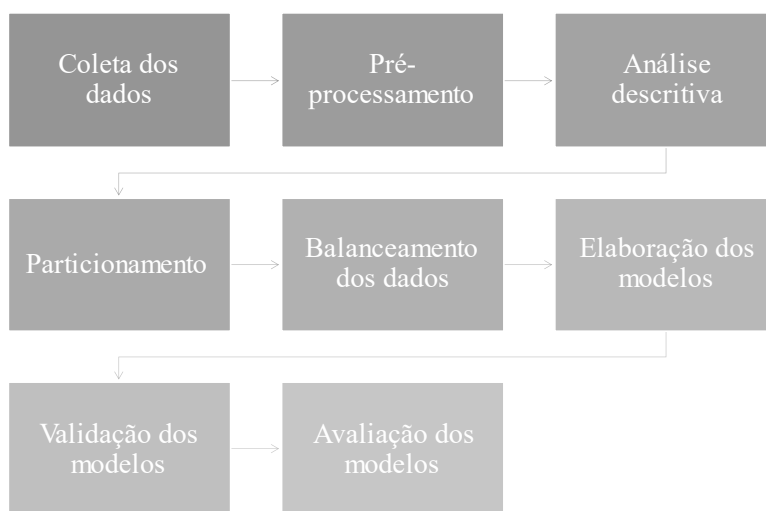 Coleta dos
dados
Pré-
processamento
Análise
descritiva
Particionamento
Balanceamento
dos dados
Elaboração dos
modelos
Validação dos
modelos
Avaliação dos
modelos